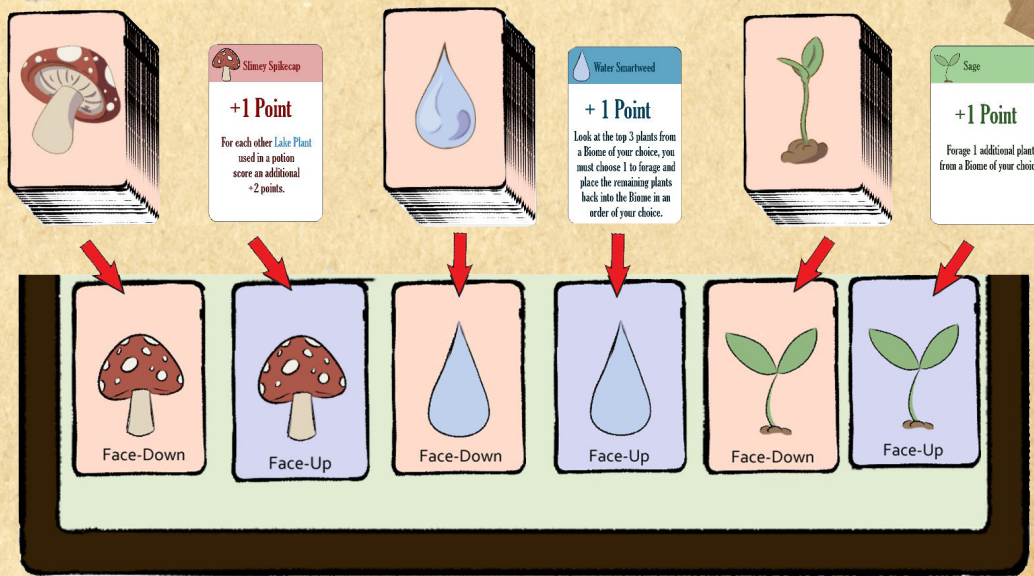 Slimey Spikecap
+1 Point
For each other Lake Plant
used in a potion
score an additional
+2 points.
Water Smartweed
+ 1 Point
Look at the top 3 plants from
a Biome of your choice, you
must choose 1 to forage and
place the remaining plants
back into the Biome in an
order of your choice.
Sage
+1 Point
Forage 1 additional plant
from a Biome of your
Face-Down
Face-Up
Face-Down
Face-Up
Face-Down
Face-Up